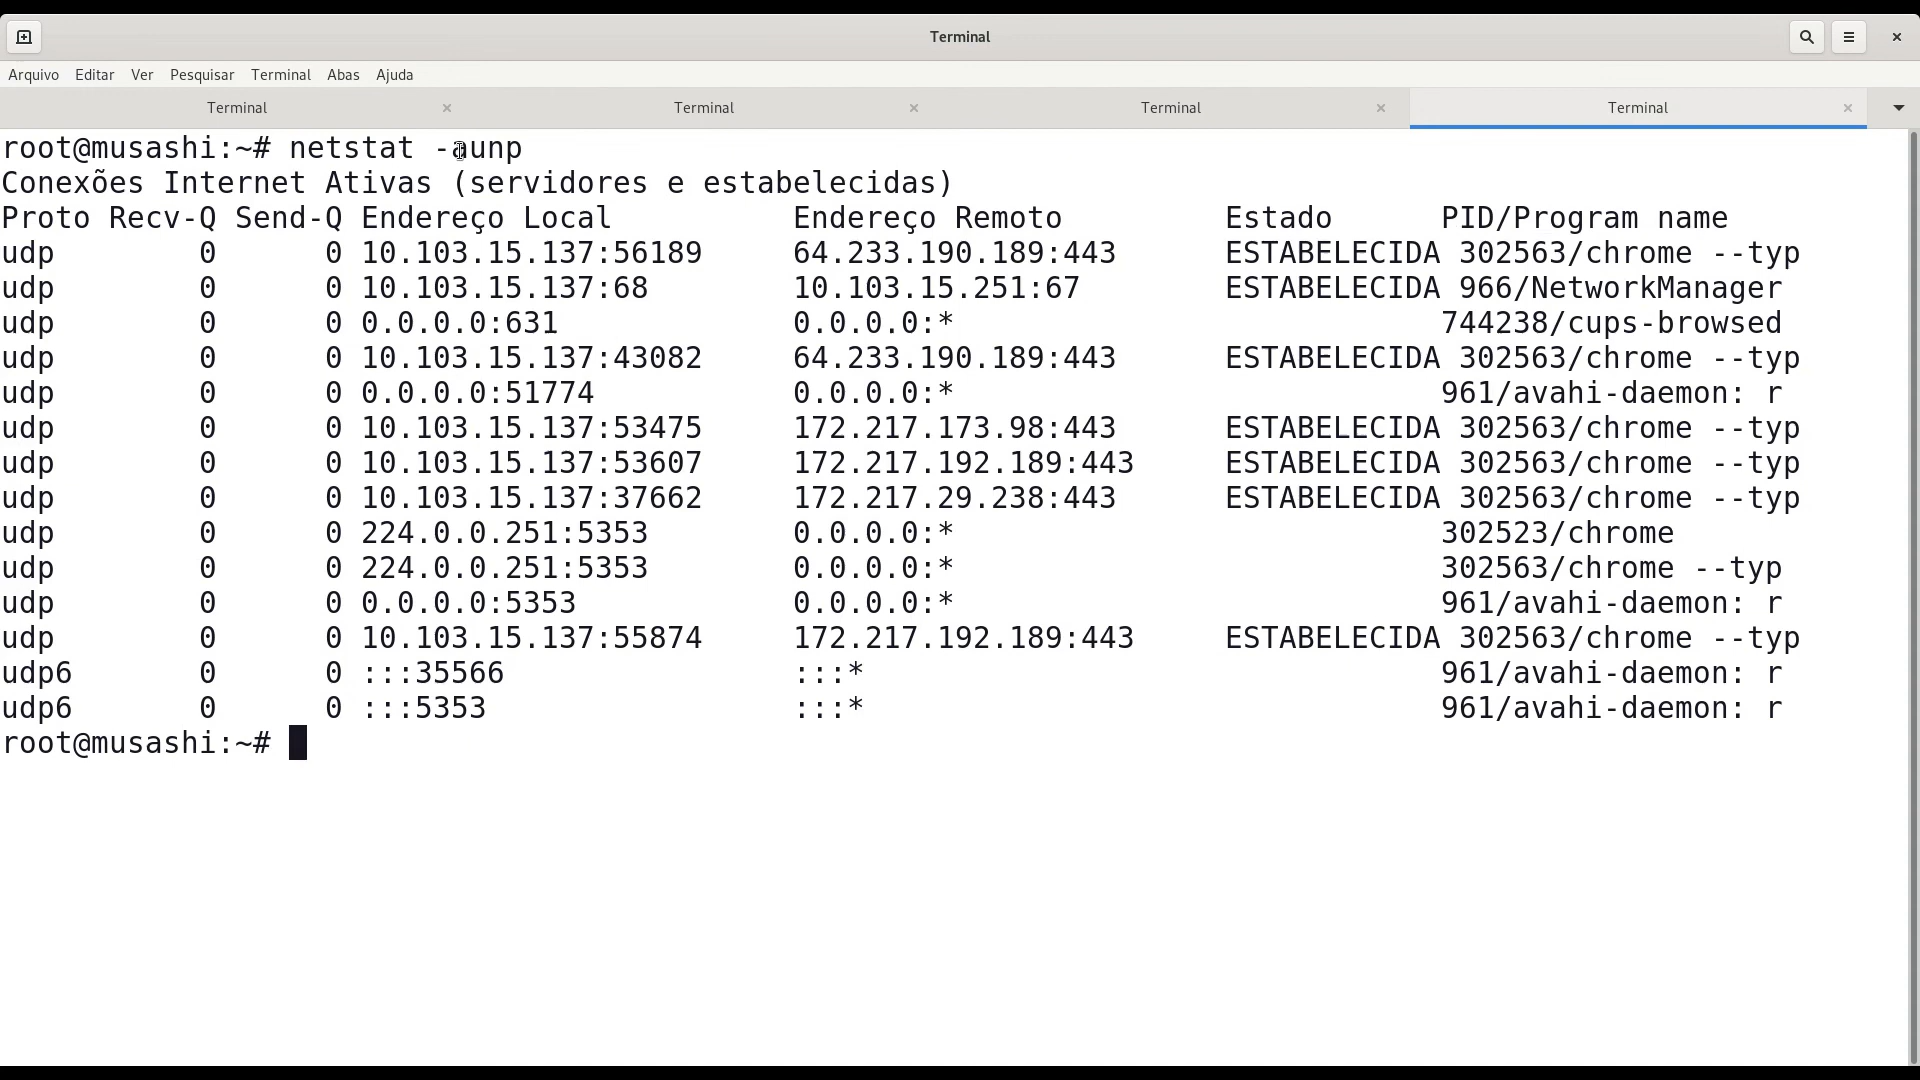 Terminal
Arquivo Editar Ver Pesquisar Terminal Abas Ajuda
Terminal Terminal Terminal Terminal
root@musashi:~# netstat -aunp
Conexões Internet Ativas (servidores e estabelecidas)
Proto Recv-Q Send-Q Endereço Local          Endereço Remoto         Estado      PID/Program name
udp        0      0 10.103.15.137:56189     64.233.190.189:443      ESTABELECIDA 302563/chrome --typ
udp        0      0 10.103.15.137:68        10.103.15.251:67        ESTABELECIDA 966/NetworkManager
udp        0      0 0.0.0.0:631             0.0.0.0:*                           744238/cups-browsed
udp        0      0 10.103.15.137:43082     64.233.190.189:443      ESTABELECIDA 302563/chrome --typ
udp        0      0 0.0.0.0:51774           0.0.0.0:*                           961/avahi-daemon: r
udp        0      0 10.103.15.137:53475     172.217.173.98:443      ESTABELECIDA 302563/chrome --typ
udp        0      0 10.103.15.137:53607     172.217.192.189:443     ESTABELECIDA 302563/chrome --typ
udp        0      0 10.103.15.137:37662     172.217.29.238:443      ESTABELECIDA 302563/chrome --typ
udp        0      0 224.0.0.251:5353        0.0.0.0:*                           302523/chrome
udp        0      0 224.0.0.251:5353        0.0.0.0:*                           302563/chrome --typ
udp        0      0 0.0.0.0:5353            0.0.0.0:*                           961/avahi-daemon: r
udp        0      0 10.103.15.137:55874     172.217.192.189:443     ESTABELECIDA 302563/chrome --typ
udp6       0      0 :::35566                :::*                                961/avahi-daemon: r
udp6       0      0 :::5353                 :::*                                961/avahi-daemon: r
root@musashi:~#